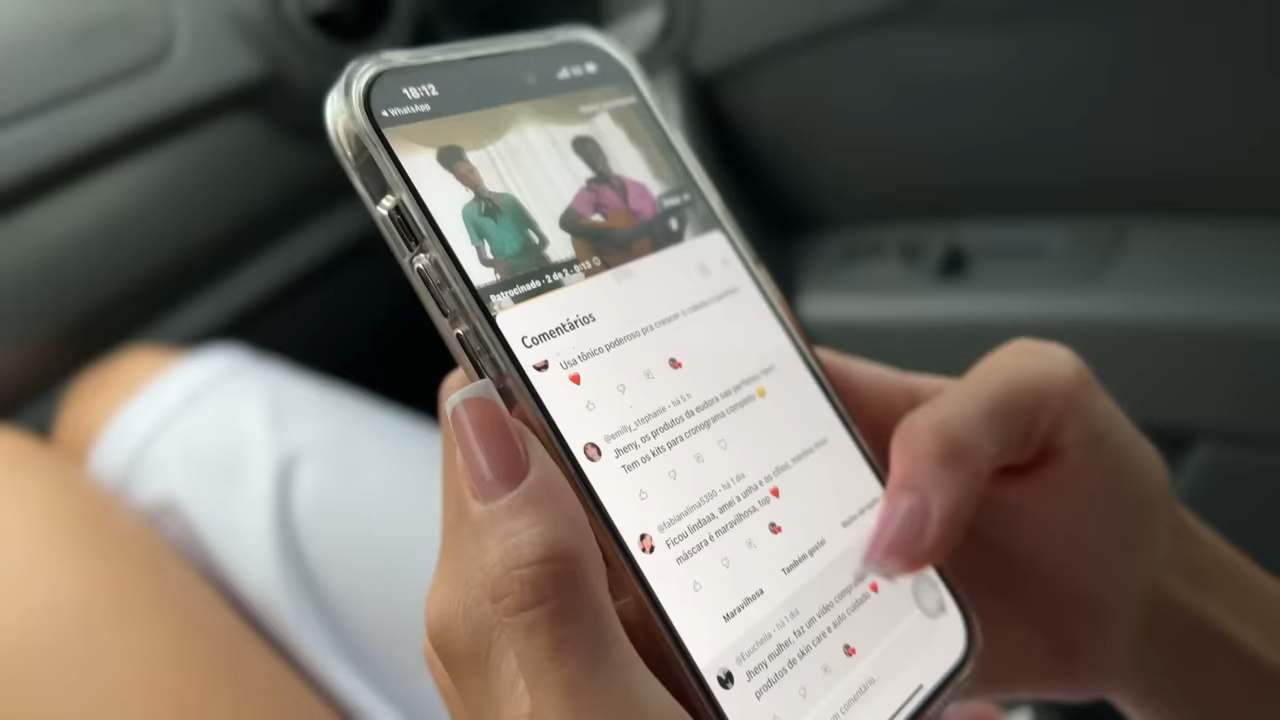 18:12
◀ WhatsApp
Patrocinado · 2 de 2 · 0:13
Comentários
Usa tônico poderoso pra crescer o cabelo
❤️
@emilly_stephanie · há 5 h
Jheny, os produtos da eudora sao perfeitos
Tem os kits para cronograma completo
@fabianalima5390 · há 1 dia
Ficou lindaaa, amei a unha e os cílios,
máscara é maravilhosa, top ❤️
Maravilhosa
Também gostei
@Euucheila · há 1 dia
Jheny mulher, faz um vídeo
produtos de skin care e auto cuidado ❤️
comentário...